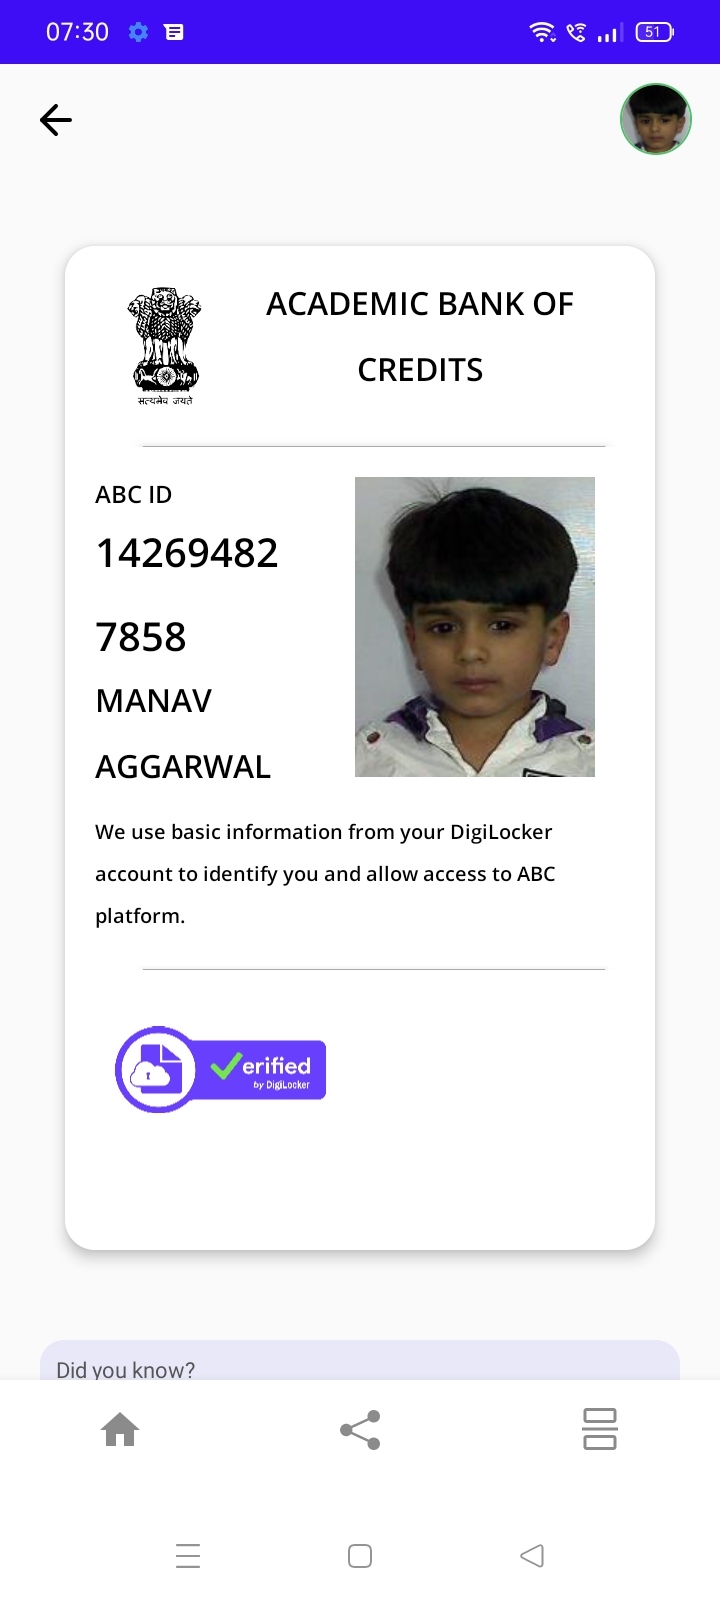 07:30
51
ACADEMIC BANK OF
CREDITS
सत्यमेव जयते
ABC ID
14269482
7858
MANAV
AGGARWAL
We use basic information from your DigiLocker
account to identify you and allow access to ABC
platform.
erified
by DigiLocker
Did you know?